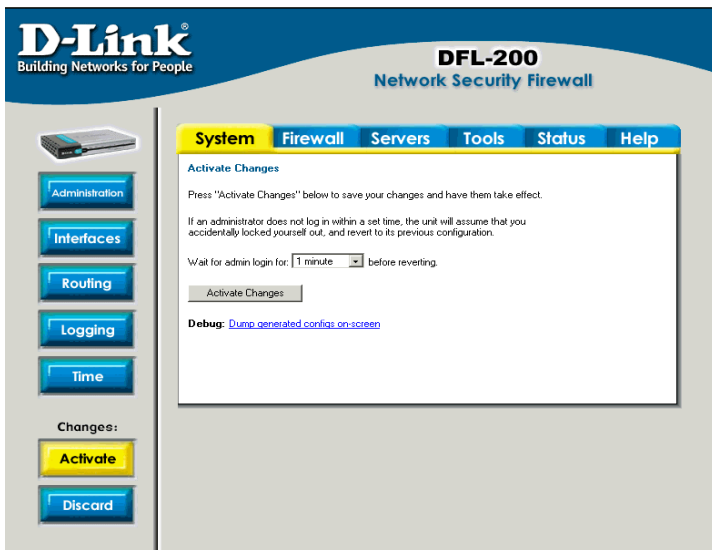 D-Link®
Building Networks for People
DFL-200
Network Security Firewall
System Firewall Servers Tools Status Help
Administration
Interfaces
Routing
Logging
Time
Changes:
Activate
Discard
Activate Changes
Press "Activate Changes" below to save your changes and have them take effect.
If an administrator does not log in within a set time, the unit will assume that you
accidentally locked yourself out, and revert to its previous configuration.
Wait for admin login for: 1 minute before reverting.
Activate Changes
Debug: Dump generated configs on-screen